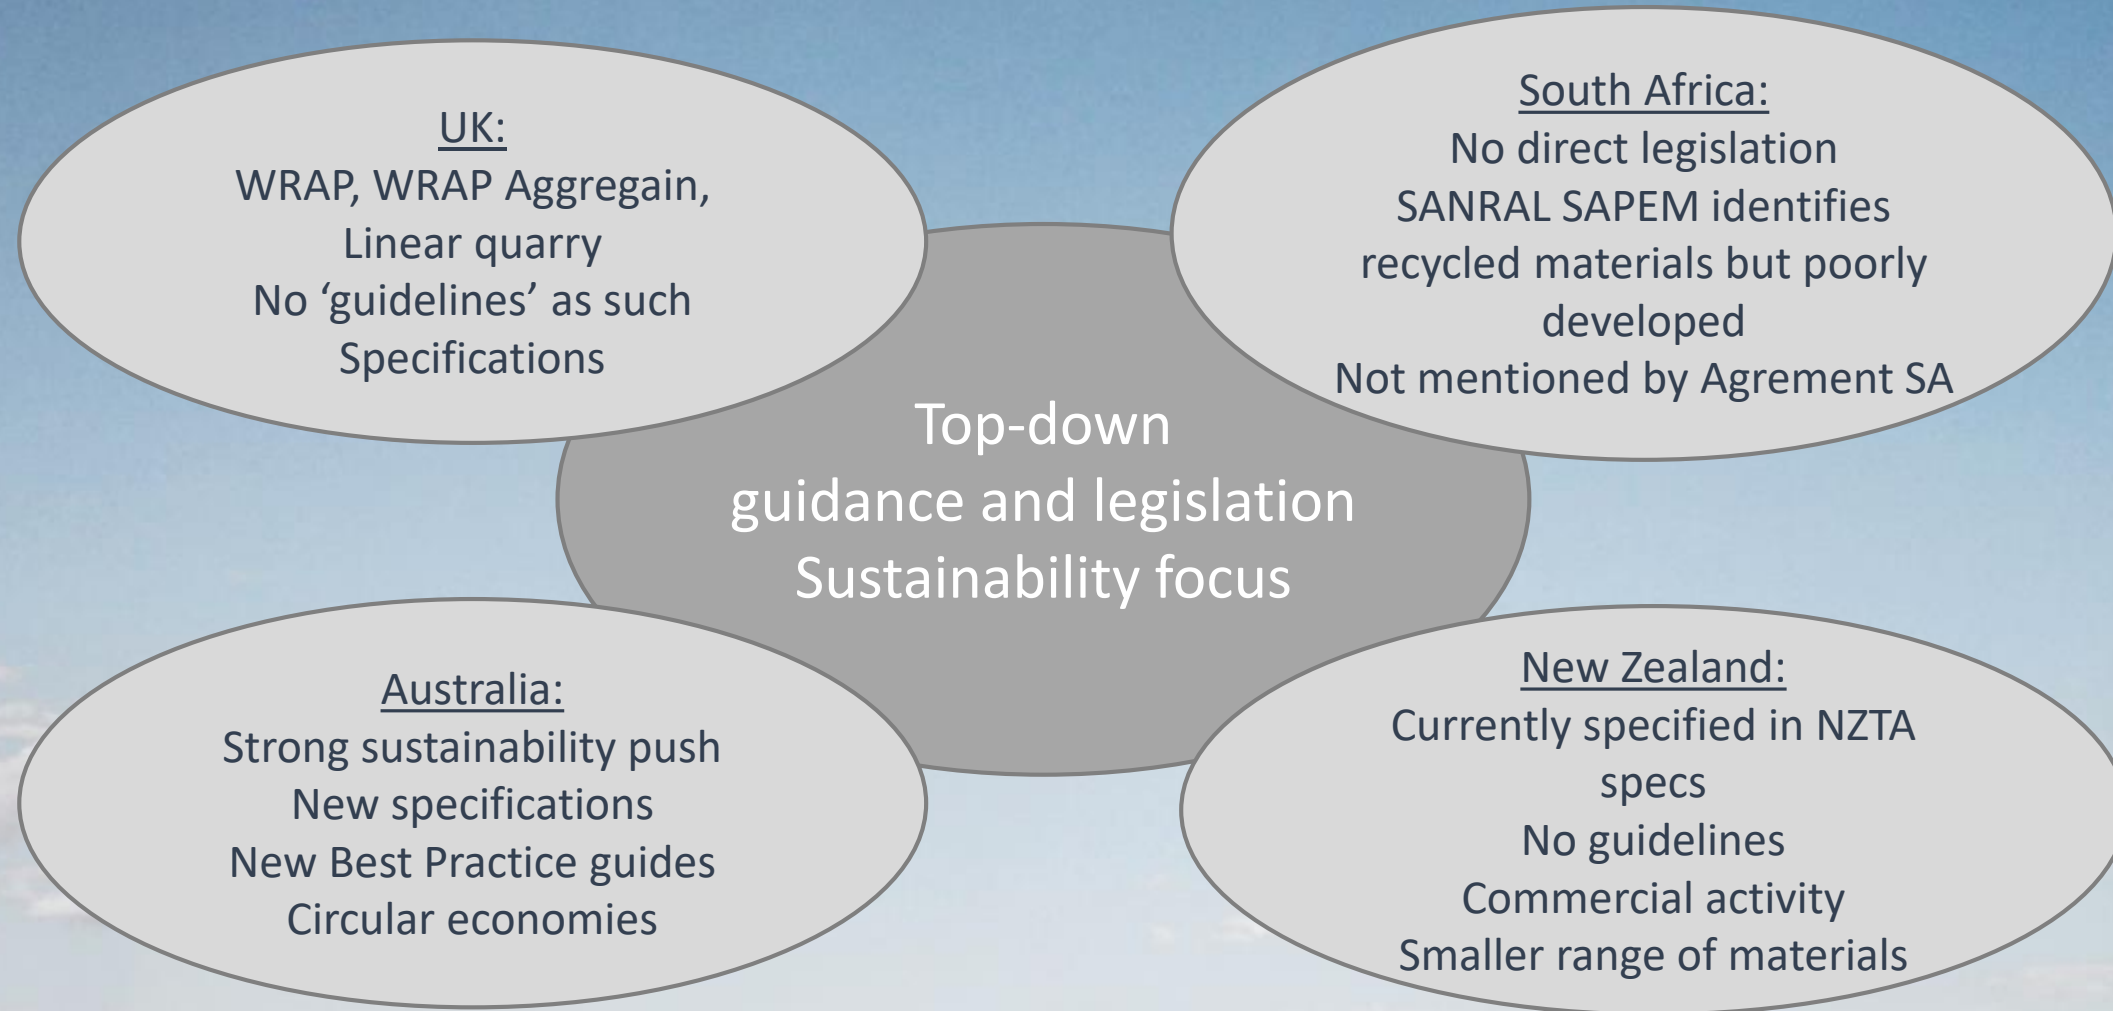 UK:
WRAP, WRAP Aggregain,
Linear quarry
No ‘guidelines’ as such
Specifications
South Africa:
No direct legislation
SANRAL SAPEM identifies
recycled materials but poorly
developed
Not mentioned by Agrement SA
Top-down
guidance and legislation
Sustainability focus
Australia:
Strong sustainability push
New specifications
New Best Practice guides
Circular economies
New Zealand:
Currently specified in NZTA
specs
No guidelines
Commercial activity
Smaller range of materials